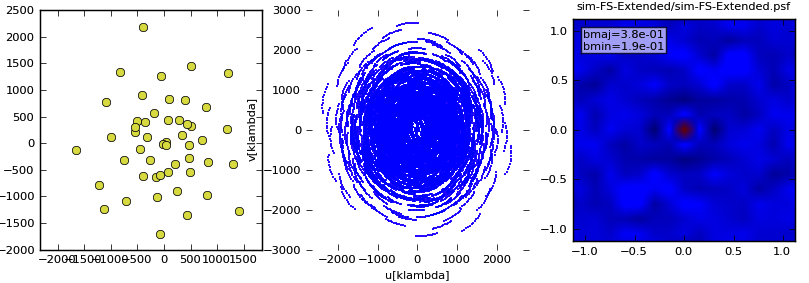 sim-FS-Extended/sim-FS-Extended.psf
2500
2000
1500
1000
500
0
−500
−1000
−1500
−2000
−2000 −1500 −1000 −500 0 500 1000 1500
v[klambda]
3000
2000
1000
0
−1000
−2000
−3000
−2000 −1000 0 1000 2000
u[klambda]
bmaj=3.8e-01
bmin=1.9e-01
1.0
0.5
0.0
−0.5
−1.0
−1.0 −0.5 0.0 0.5 1.0